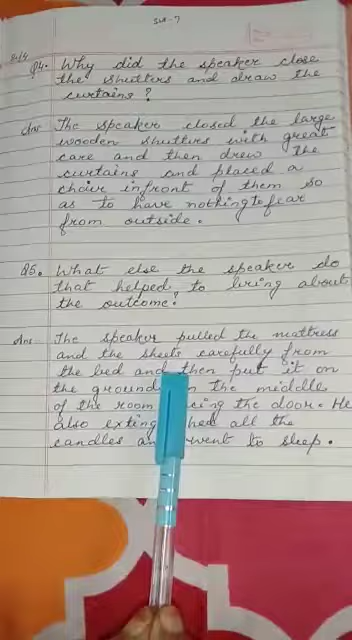 Q4. Why did the speaker close
the shutters and draw the
curtains?
Ans The speaker closed the large
wooden shutters with great
care and then drew the
curtains and placed a
chair infront of them so
as to have nothing to fear
from outside.
Q5. What else the speaker do
that helped to bring about
the outcome?
Ans The speaker pulled the mattress
and the sheets carefully from
the bed and then put it on
the ground the middle
of the room the door. He
also all the
candles went to sleep.